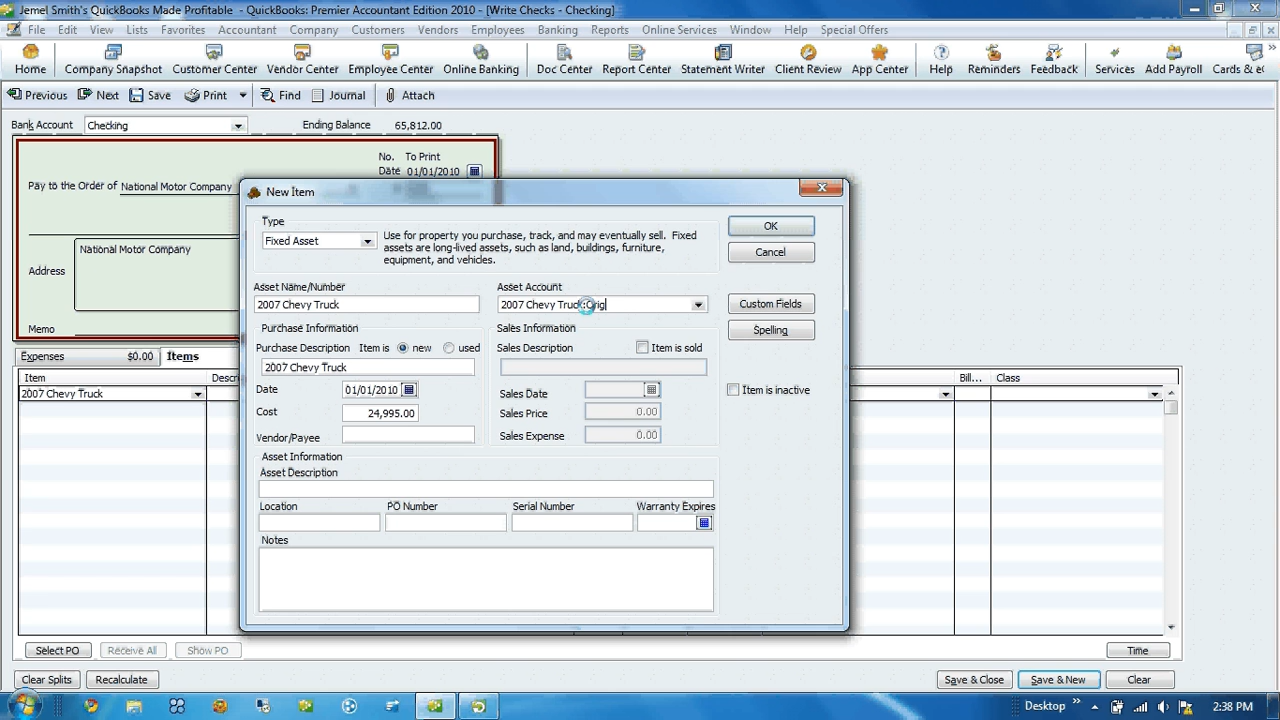 Jemel Smith's QuickBooks Made Profitable - QuickBooks: Premier Accountant Edition 2010 - [Write Checks - Checking]
File Edit View Lists Favorites Accountant Company Customers Vendors Employees Banking Reports Online Services Window Help Special Offers
Home Company Snapshot Customer Center Vendor Center Employee Center Online Banking Doc Center Report Center Statement Writer Client Review App Center Help Reminders Feedback Services Add Payroll Cards & eC
Previous Next Save Print Find Journal Attach
Bank Account Checking Ending Balance 65,812.00
No. To Print
Date 01/01/2010
Pay to the Order of National Motor Company
National Motor Company
Address
Memo
Expenses $0.00 Items
Item Descr Bill... Class
2007 Chevy Truck
New Item
Type
Fixed Asset
Use for property you purchase, track, and may eventually sell. Fixed
assets are long-lived assets, such as land, buildings, furniture,
equipment, and vehicles.
OK
Cancel
Custom Fields
Spelling
Asset Name/Number Asset Account
2007 Chevy Truck 2007 Chevy Truck:Orig
Purchase Information Sales Information
Purchase Description Item is new used Sales Description Item is sold
2007 Chevy Truck
Date 01/01/2010 Sales Date Item is inactive
Cost 24,995.00 Sales Price 0.00
Vendor/Payee Sales Expense 0.00
Asset Information
Asset Description
Location PO Number Serial Number Warranty Expires
Notes
Select PO Receive All Show PO Time
Clear Splits Recalculate Save & Close Save & New Clear
Desktop 2:38 PM